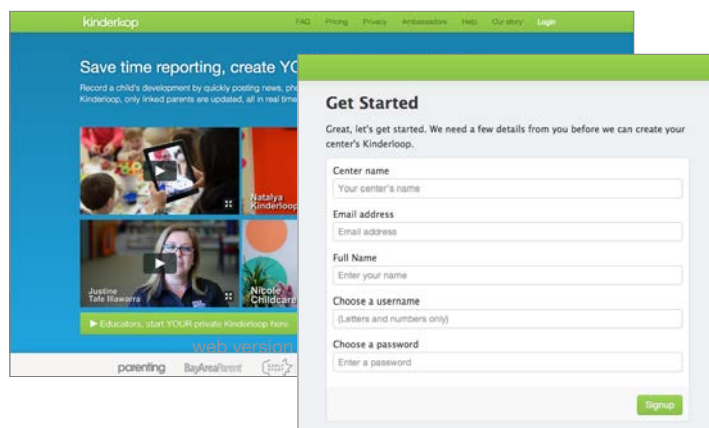 kinderloop
FAQ Pricing Privacy Ambassadors Help Our story Login
Save time reporting, create YO
Record a child's development by quickly posting news, pho
Kinderloop, only linked parents are updated, all in real time
Natalya
Kinderloop
Justine
Tafe Illawarra
Nicole
Childcare
Educators, start YOUR private Kinderloop here
web version
parenting BayAreaParent
Get Started
Great, let's get started. We need a few details from you before we can create your
center's Kinderloop.
Center name
Your center's name
Email address
Email address
Full Name
Enter your name
Choose a username
(Letters and numbers only)
Choose a password
Enter a password
Signup